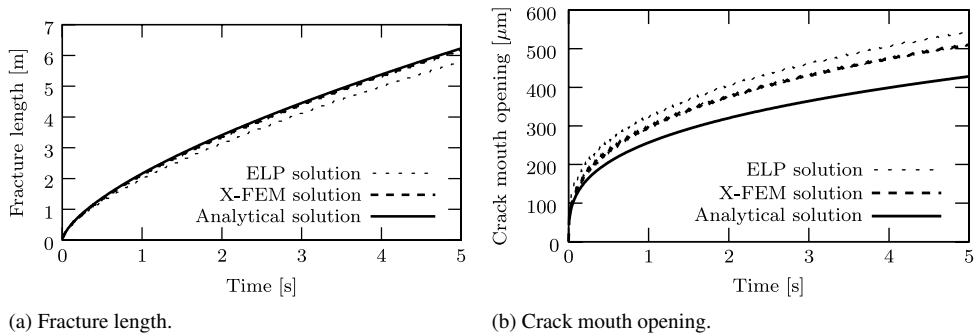 Fracture length [m]
7
6
5
4
3
2
1
0
ELP solution
X-FEM solution
Analytical solution
0 1 2 3 4 5
Time [s]
(a) Fracture length.
Crack mouth opening [μm]
600
500
400
300
200
100
0
ELP solution
X-FEM solution
Analytical solution
0 1 2 3 4 5
Time [s]
(b) Crack mouth opening.